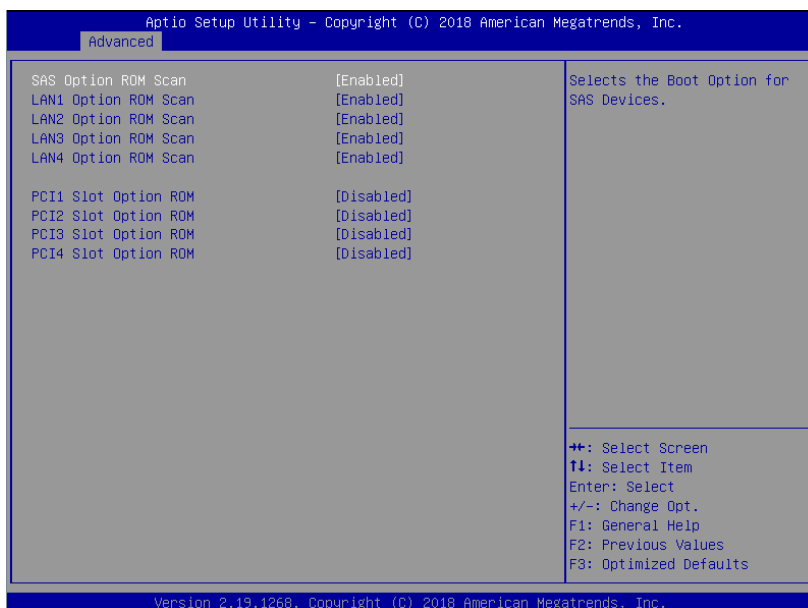 Aptio Setup Utility – Copyright (C) 2018 American Megatrends, Inc.
Advanced
SAS Option ROM Scan [Enabled]
LAN1 Option ROM Scan [Enabled]
LAN2 Option ROM Scan [Enabled]
LAN3 Option ROM Scan [Enabled]
LAN4 Option ROM Scan [Enabled]
PCI1 Slot Option ROM [Disabled]
PCI2 Slot Option ROM [Disabled]
PCI3 Slot Option ROM [Disabled]
PCI4 Slot Option ROM [Disabled]
Selects the Boot Option for
SAS Devices.
→←: Select Screen
↑↓: Select Item
Enter: Select
+/-: Change Opt.
F1: General Help
F2: Previous Values
F3: Optimized Defaults
Version 2.19.1268. Copyright (C) 2018 American Megatrends, Inc.